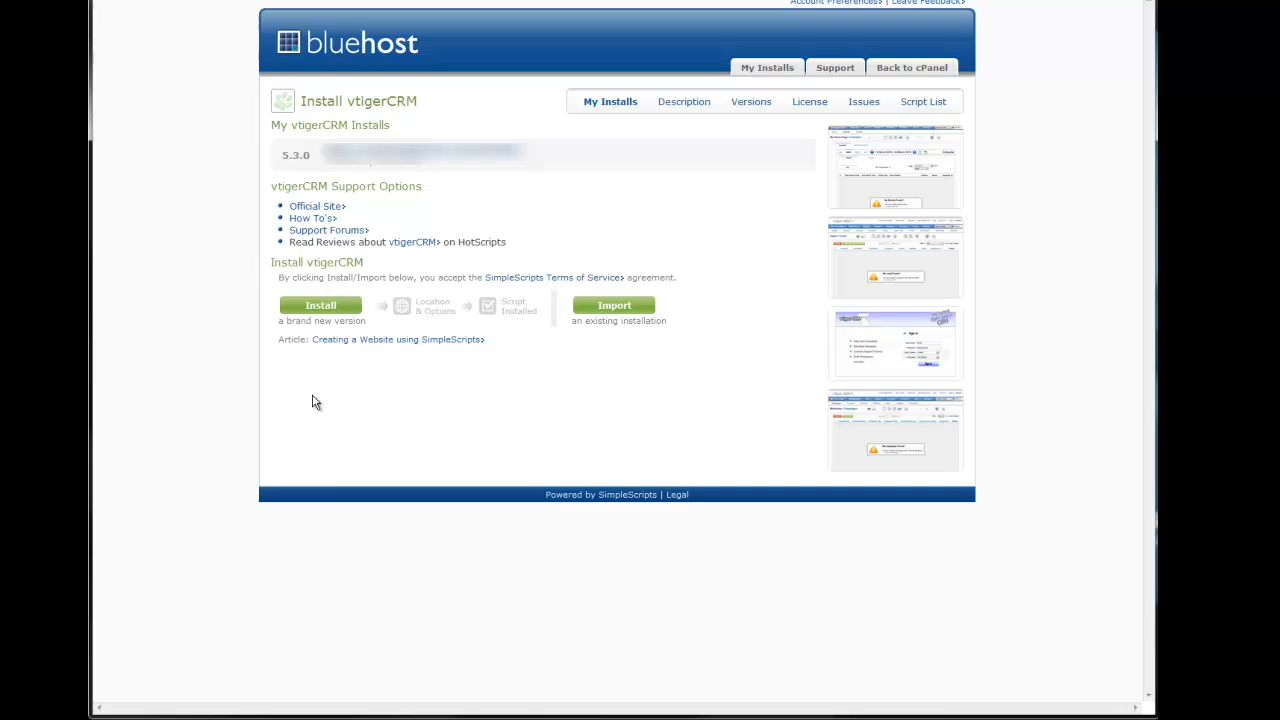 Account Preferences› | Leave Feedback›
bluehost
My Installs Support Back to cPanel
Install vtigerCRM
My Installs Description Versions License Issues Script List
My vtigerCRM Installs
5.3.0
vtigerCRM Support Options
Official Site›
How To's›
Support Forums›
Read Reviews about vtigerCRM› on HotScripts
Install vtigerCRM
By clicking Install/Import below, you accept the SimpleScripts Terms of Service› agreement.
Install Location & Options Script Installed Import
a brand new version an existing installation
Article: Creating a Website using SimpleScripts›
Powered by SimpleScripts | Legal